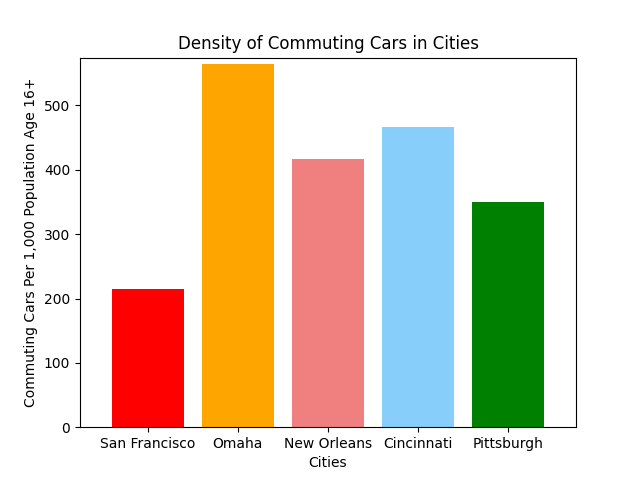 Density of Commuting Cars in Cities
Commuting Cars Per 1,000 Population Age 16+
500
400
300
200
100
0
San Francisco Omaha New Orleans Cincinnati Pittsburgh
Cities